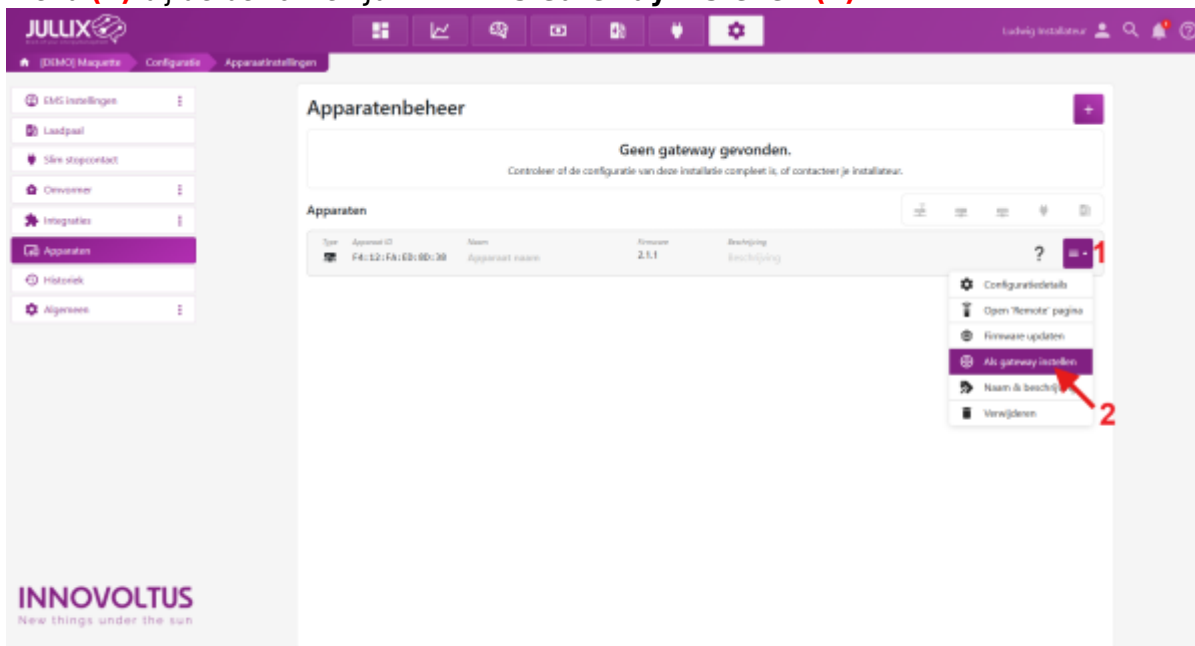 JULLIX
Ludwig Installateur
[DEMO] Maquette Configuratie Apparaatinstellingen
EMS instellingen
Laadpaal
Slim stopcontact
Omvormer
Integraties
Apparaten
Historiek
Algemeen
Apparatenbeheer
+
Geen gateway gevonden.
Controleer of de configuratie van deze installatie compleet is, of contacteer je installateur.
Apparaten
Type Apparaat ID Naam Firmware Beschrijving
F4:12:FA:ED:8D:38 Apparaat naam 2.1.1 Beschrijving ? 1
Configuratiedetails
Open 'Remote' pagina
Firmware updaten
Als gateway instellen
Naam &
Verwijderen
2
INNOVOLTUS
New things under the sun